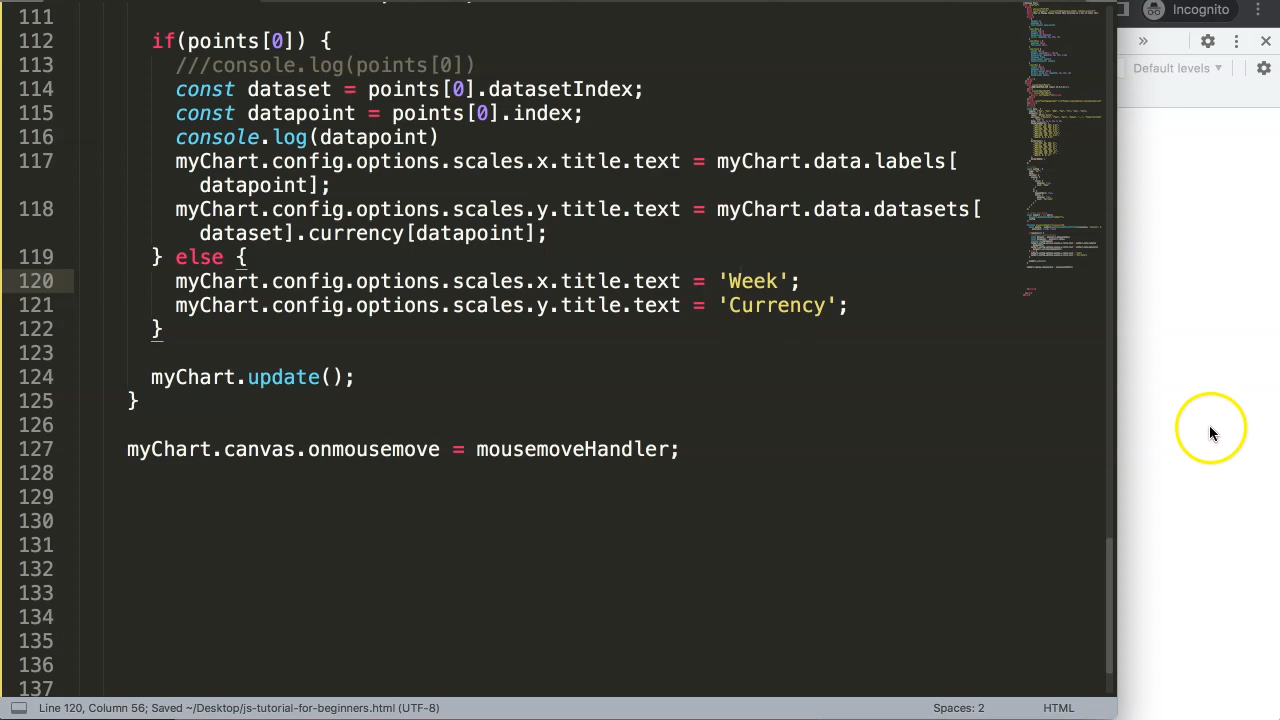 Incognito
Default levels
111
112 if(points[0]) {
113 ///console.log(points[0])
114 const dataset = points[0].datasetIndex;
115 const datapoint = points[0].index;
116 console.log(datapoint)
117 myChart.config.options.scales.x.title.text = myChart.data.labels[
datapoint];
118 myChart.config.options.scales.y.title.text = myChart.data.datasets[
dataset].currency[datapoint];
119 } else {
120 myChart.config.options.scales.x.title.text = 'Week';
121 myChart.config.options.scales.y.title.text = 'Currency';
122 }
123
124 myChart.update();
125 }
126
127 myChart.canvas.onmousemove = mousemoveHandler;
128
129
130
131
132
133
134
135
136
137
Line 120, Column 56; Saved ~/Desktop/js-tutorial-for-beginners.html (UTF-8)
Spaces: 2
HTML